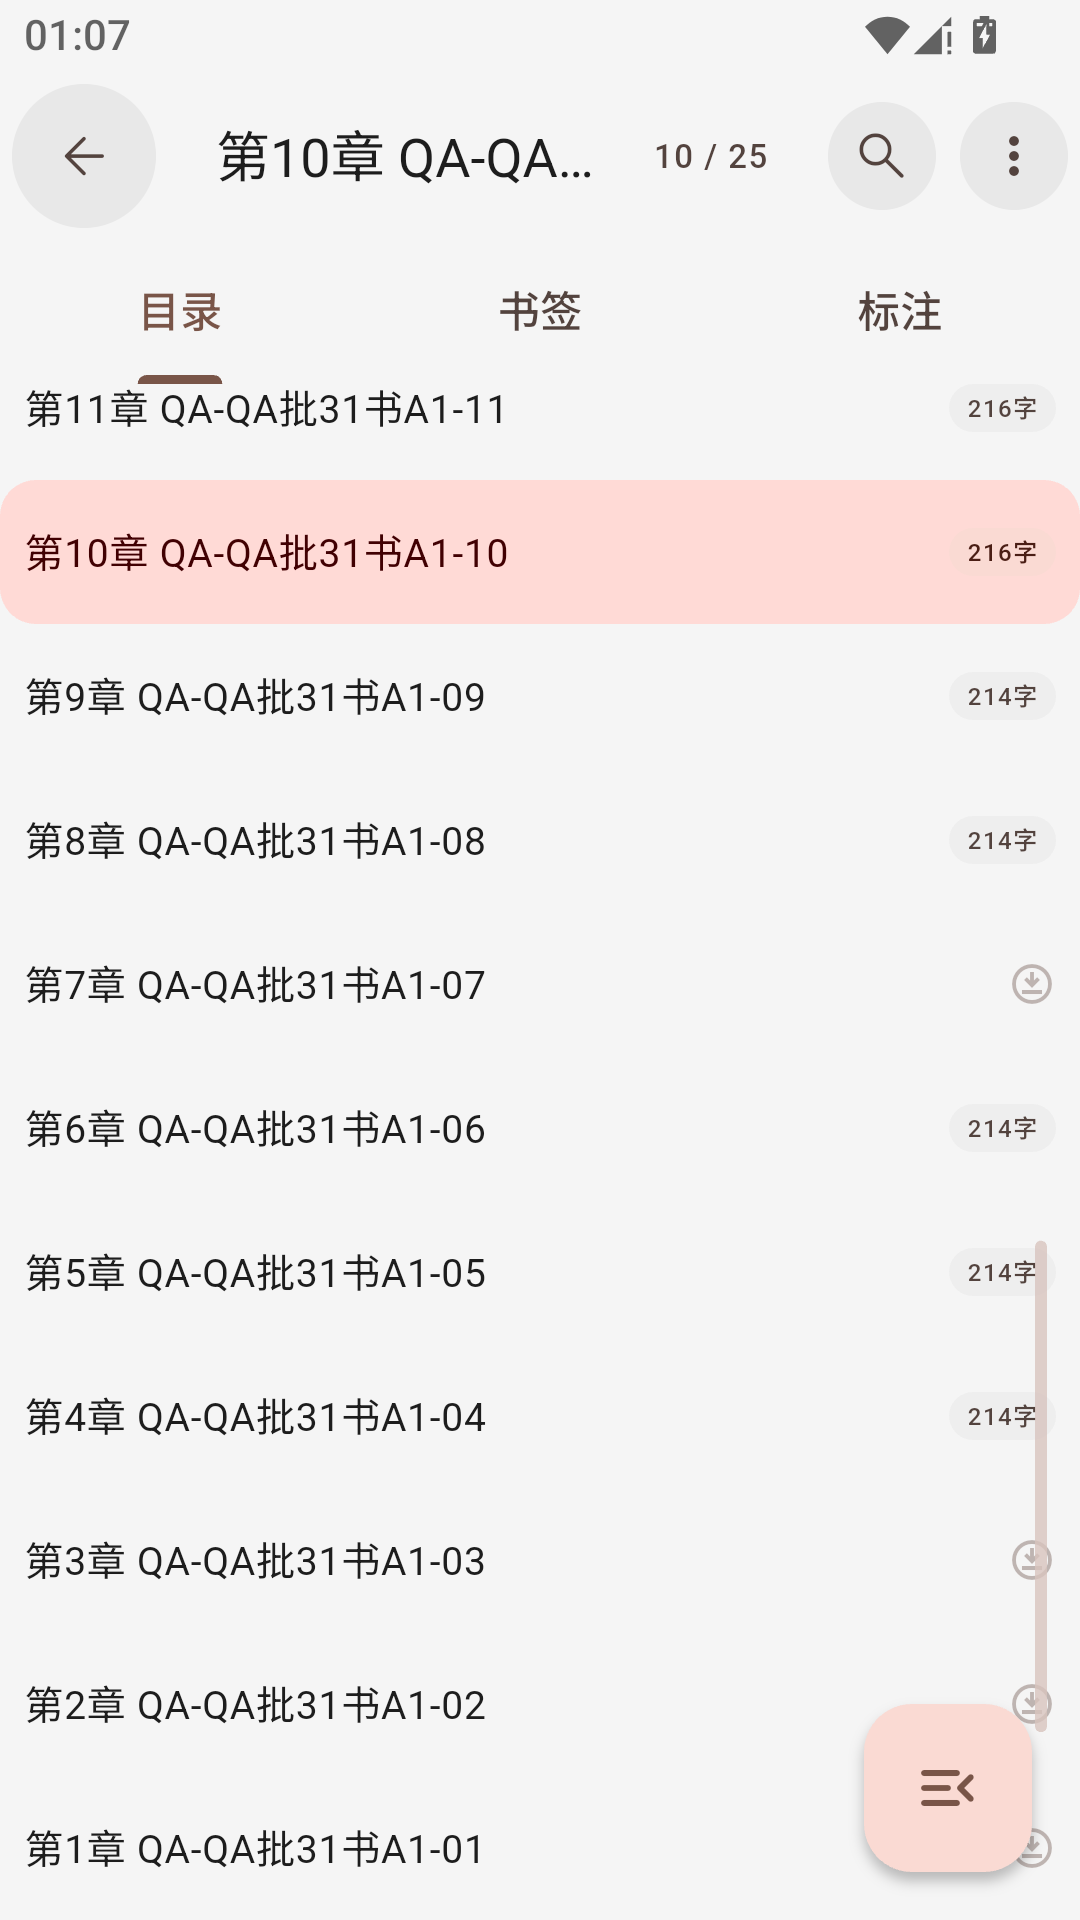 01:07
第10章 QA-QA...
10 / 25
目录
书签
标注
第11章 QA-QA批31书A1-11
216字
第10章 QA-QA批31书A1-10
216字
第9章 QA-QA批31书A1-09
214字
第8章 QA-QA批31书A1-08
214字
第7章 QA-QA批31书A1-07
第6章 QA-QA批31书A1-06
214字
第5章 QA-QA批31书A1-05
214字
第4章 QA-QA批31书A1-04
214字
第3章 QA-QA批31书A1-03
第2章 QA-QA批31书A1-02
第1章 QA-QA批31书A1-01